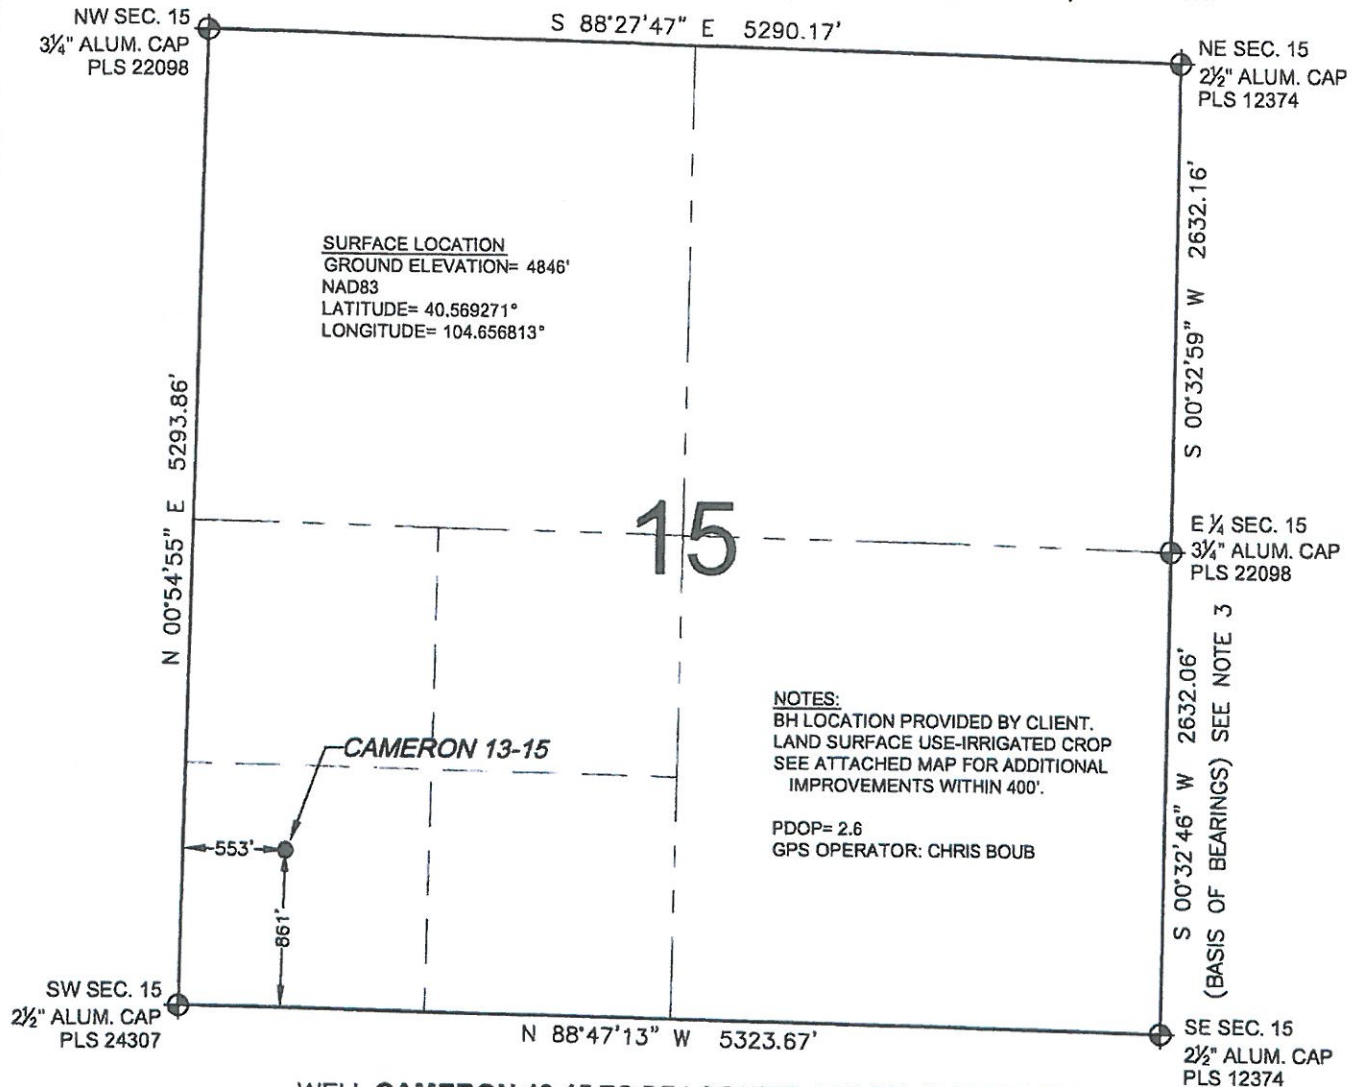 NW SEC. 15
3¼" ALUM. CAP
PLS 22098
S 88°27'47" E 5290.17'
NE SEC. 15
2½" ALUM. CAP
PLS 12374
SURFACE LOCATION
GROUND ELEVATION= 4846'
NAD83
LATITUDE= 40.569271°
LONGITUDE= 104.656813°
S 00°32'59" W 2632.16'
N 00°54'55" E 5293.86'
15
E ¼ SEC. 15
3¼" ALUM. CAP
PLS 22098
CAMERON 13-15
553'
861'
NOTES:
BH LOCATION PROVIDED BY CLIENT.
LAND SURFACE USE-IRRIGATED CROP
SEE ATTACHED MAP FOR ADDITIONAL
IMPROVEMENTS WITHIN 400'.
PDOP= 2.6
GPS OPERATOR: CHRIS BOUB
S 00°32'46" W 2632.06'
(BASIS OF BEARINGS) SEE NOTE 3
SW SEC. 15
2½" ALUM. CAP
PLS 24307
N 88°47'13" W 5323.67'
SE SEC. 15
2½" ALUM. CAP
PLS 12374